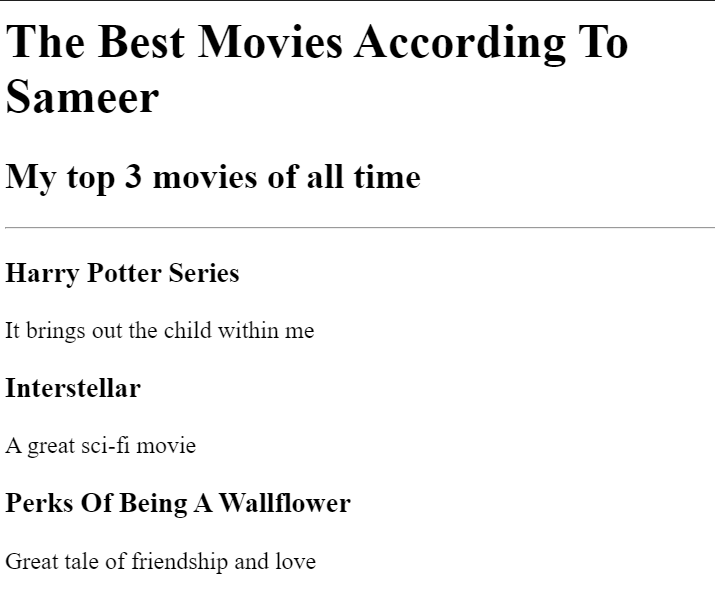 The Best Movies According To
Sameer
My top 3 movies of all time
Harry Potter Series
It brings out the child within me
Interstellar
A great sci-fi movie
Perks Of Being A Wallflower
Great tale of friendship and love